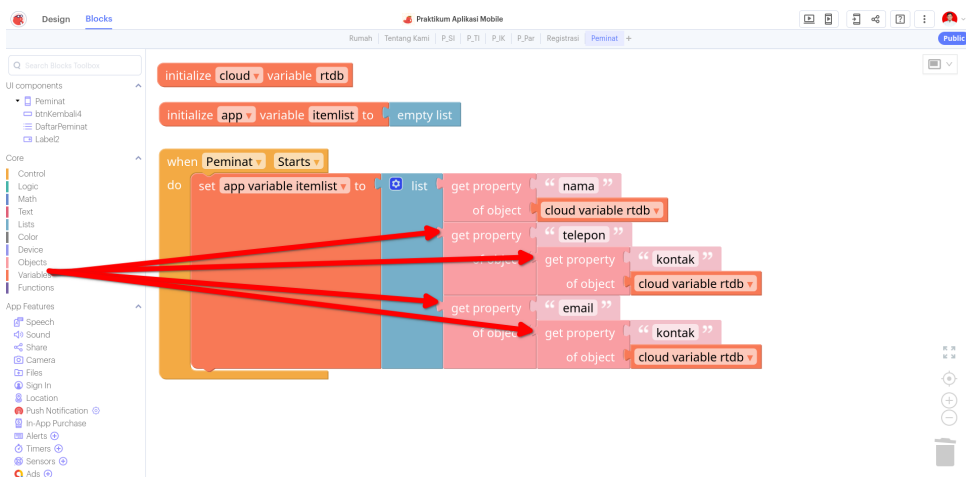 Design Blocks Praktikum Aplikasi Mobile
Rumah Tentang Kami P_SI P_TI P_IK P_Par Registrasi Peminat + Public
Search Blocks Toolbox
UI components
Peminat
btnKembali4
DaftarPeminat
Label2
Core
Control
Logic
Math
Text
Lists
Color
Device
Objects
Variables
Functions
App Features
Speech
Sound
Share
Camera
Files
Sign In
Location
Push Notification
In-App Purchase
Alerts
Timers
Sensors
Ads
initialize cloud variable rtdb
initialize app variable itemlist to empty list
when Peminat Starts
do set app variable itemlist to list get property “ nama ”
of object cloud variable rtdb
get property “ telepon ”
of object get property “ kontak ”
of object cloud variable rtdb
get property “ email ”
of object get property “ kontak ”
of object cloud variable rtdb